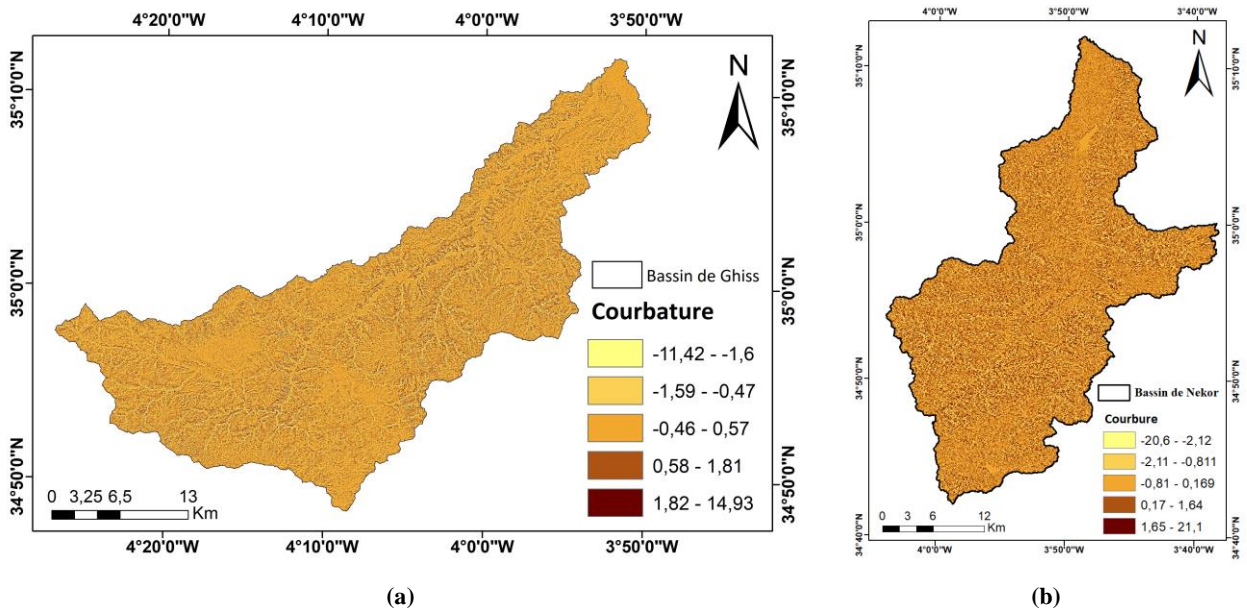 4°20'0"W 4°10'0"W 4°0'0"W 3°50'0"W
35°10'0"N
35°0'0"N
34°50'0"N
N
35°10'0"N
35°0'0"N
34°50'0"N
Bassin de Ghiss
Courbature
-11,42 - -1,6
-1,59 - -0,47
-0,46 - 0,57
0,58 - 1,81
1,82 - 14,93
0 3,25 6,5 13
Km
4°20'0"W 4°10'0"W 4°0'0"W 3°50'0"W
(a)
4°0'0"W 3°50'0"W 3°40'0"W
35°10'0"N
35°0'0"N
34°50'0"N
34°40'0"N
N
35°10'0"N
35°0'0"N
34°50'0"N
34°40'0"N
Bassin de Nekor
Courbure
-20,6 - -2,12
-2,11 - -0,811
-0,81 - 0,169
0,17 - 1,64
1,65 - 21,1
0 3 6 12
Km
4°0'0"W 3°50'0"W 3°40'0"W
(b)